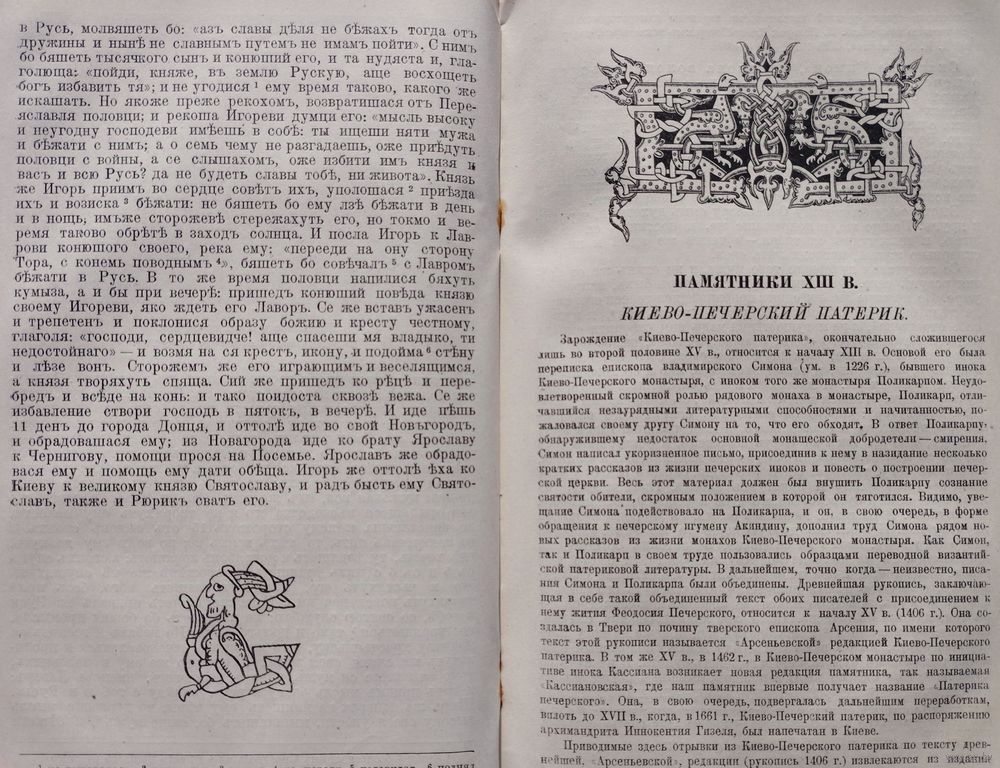 в Русь, молвяшеть бо: «азъ славы дѣля не бѣжахъ тогда отъ
дружины и нынѣ не славнымъ путемъ не имамъ пойти». С нимъ
бо бяшеть тысячкого сынъ и конюший его, и та нудяста и, гла-
голюща: «пойди, княже, въ землю Рускую, аще восхощеть
богъ избавить тя»; и не угодися ¹ ему время таково, какого же
искашать. Но якоже преже рекохомъ, возвратишася отъ Пере-
яславля половци; и рекоша Игореви думци его: «мысль высоку
и неугодну господеви имѣешь в собѣ: ты ищеши няти мужа
и бѣжати с нимъ; а о семь чему не разгадаешь, оже приѣдуть
половци с войны, а се слышахомъ, оже избити имъ князя и
васъ и всю Русь? да не будеть славы тобѣ, ни живота». Князь
же Игорь приимъ во сердце совѣтъ ихъ, уполошася ² приѣзда
ихъ и возиска ³ бѣжати: не бяшеть бо ему лзѣ бѣжати в день
и в нощь, имъже сторожевѣ стережахуть его, но токмо и ве-
ремя таково обрѣтѣ в заходъ солнца. И посла Игорь к Лав-
рови конюшого своего, река ему: «перееди на ону сторону
Тора, с конемь поводнымъ ⁴», бяшеть бо совѣчалъ ⁵ с Лавромъ
бѣжати в Русь. В то же время половци напилися бяхуть
кумыза, а и бы при вечерѣ: пришедъ конюший повѣда князю
своему Игореви, яко ждеть его Лаворъ. Се же вставъ ужасенъ
и трепетенъ и поклонися образу божию и кресту честному,
глаголя: «господи, сердцевидче! аще спасеши мя владыко, ти
недостойнаго» — и возмя на ся крестъ, икону, и подойма ⁶ стѣну
и лѣзе вонъ. Сторожемъ же его играющимъ и веселящимся,
а князя творяхуть спяща. Сий же пришедъ ко рѣцѣ и пере-
бредъ и всѣде на конь: и тако поидоста сквозѣ вежа. Се же
избавление створи господь в пятокъ, в вечерѣ. И иде пѣшь
11 денъ до города Донця, и оттолѣ иде во свой Новъгородъ,
и обрадовашася ему; из Новагорода иде ко брату Ярославу
к Чернигову, помощи прося на Посемье. Ярославъ же обрадо-
вася ему и помощь ему дати обѣща. Игорь же оттолѣ ѣха ко
Киеву к великому князю Святославу, и радъ бысть ему Свято-
славъ, также и Рюрикъ сватъ его.
ПАМЯТНИКИ XIII В.
КИЕВО-ПЕЧЕРСКИЙ ПАТЕРИК.
Зарождение «Киево-Печерского патерика», окончательно сложившегося
лишь во второй половине XV в., относится к началу XIII в. Основой его была
переписка епископа владимирского Симона (ум. в 1226 г.), бывшего инока
Киево-Печерского монастыря, с иноком того же монастыря Поликарпом. Неудо-
влетворенный скромной ролью рядового монаха в монастыре, Поликарп, отли-
чавшийся незаурядными литературными способностями и начитанностью, по-
жаловался своему другу Симону на то, что его обходят. В ответ Поликарпу,
обнаружившему недостаток основной монашеской добродетели — смирения,
Симон написал укоризненное письмо, присоединив к нему в назидание несколько
кратких рассказов из жизни печерских иноков и повесть о построении печер-
ской церкви. Весь этот материал должен был внушить Поликарпу сознание
святости обители, скромным положением в которой он тяготился. Видимо, уве-
щание Симона подействовало на Поликарпа, и он, в свою очередь, в форме
обращения к печерскому игумену Акиндину, дополнил труд Симона рядом но-
вых рассказов из жизни монахов Киево-Печерского монастыря. Как Симон,
так и Поликарп в своем труде пользовались образцами переводной византий-
ской патериковой литературы. В дальнейшем, точно когда — неизвестно, писа-
ния Симона и Поликарпа были объединены. Древнейшая рукопись, заключаю-
щая в себе такой объединенный текст обоих писателей с присоединением к
нему жития Феодосия Печерского, относится к началу XV в. (1406 г.). Она со-
здалась в Твери по почину тверского епископа Арсения, по имени которого
текст этой рукописи называется «Арсеньевской» редакцией Киево-Печерского
патерика. В том же XV в., в 1462 г., в Киево-Печерском монастыре по инициа-
тиве инока Кассиана возникает новая редакция памятника, так называемая
«Кассиановская», где наш памятник впервые получает название «Патерика
печерского». Она, в свою очередь, подвергалась дальнейшим переработкам,
вплоть до XVII в., когда, в 1661 г., Киево-Печерский патерик, по распоряжению
архимандрита Иннокентия Гизеля, был напечатан в Киеве.
Приводимые здесь отрывки из Киево-Печерского патерика по тексту древ-
нейшей, «Арсеньевской», редакции (рукопись 1406 г.) извлекаются из издания